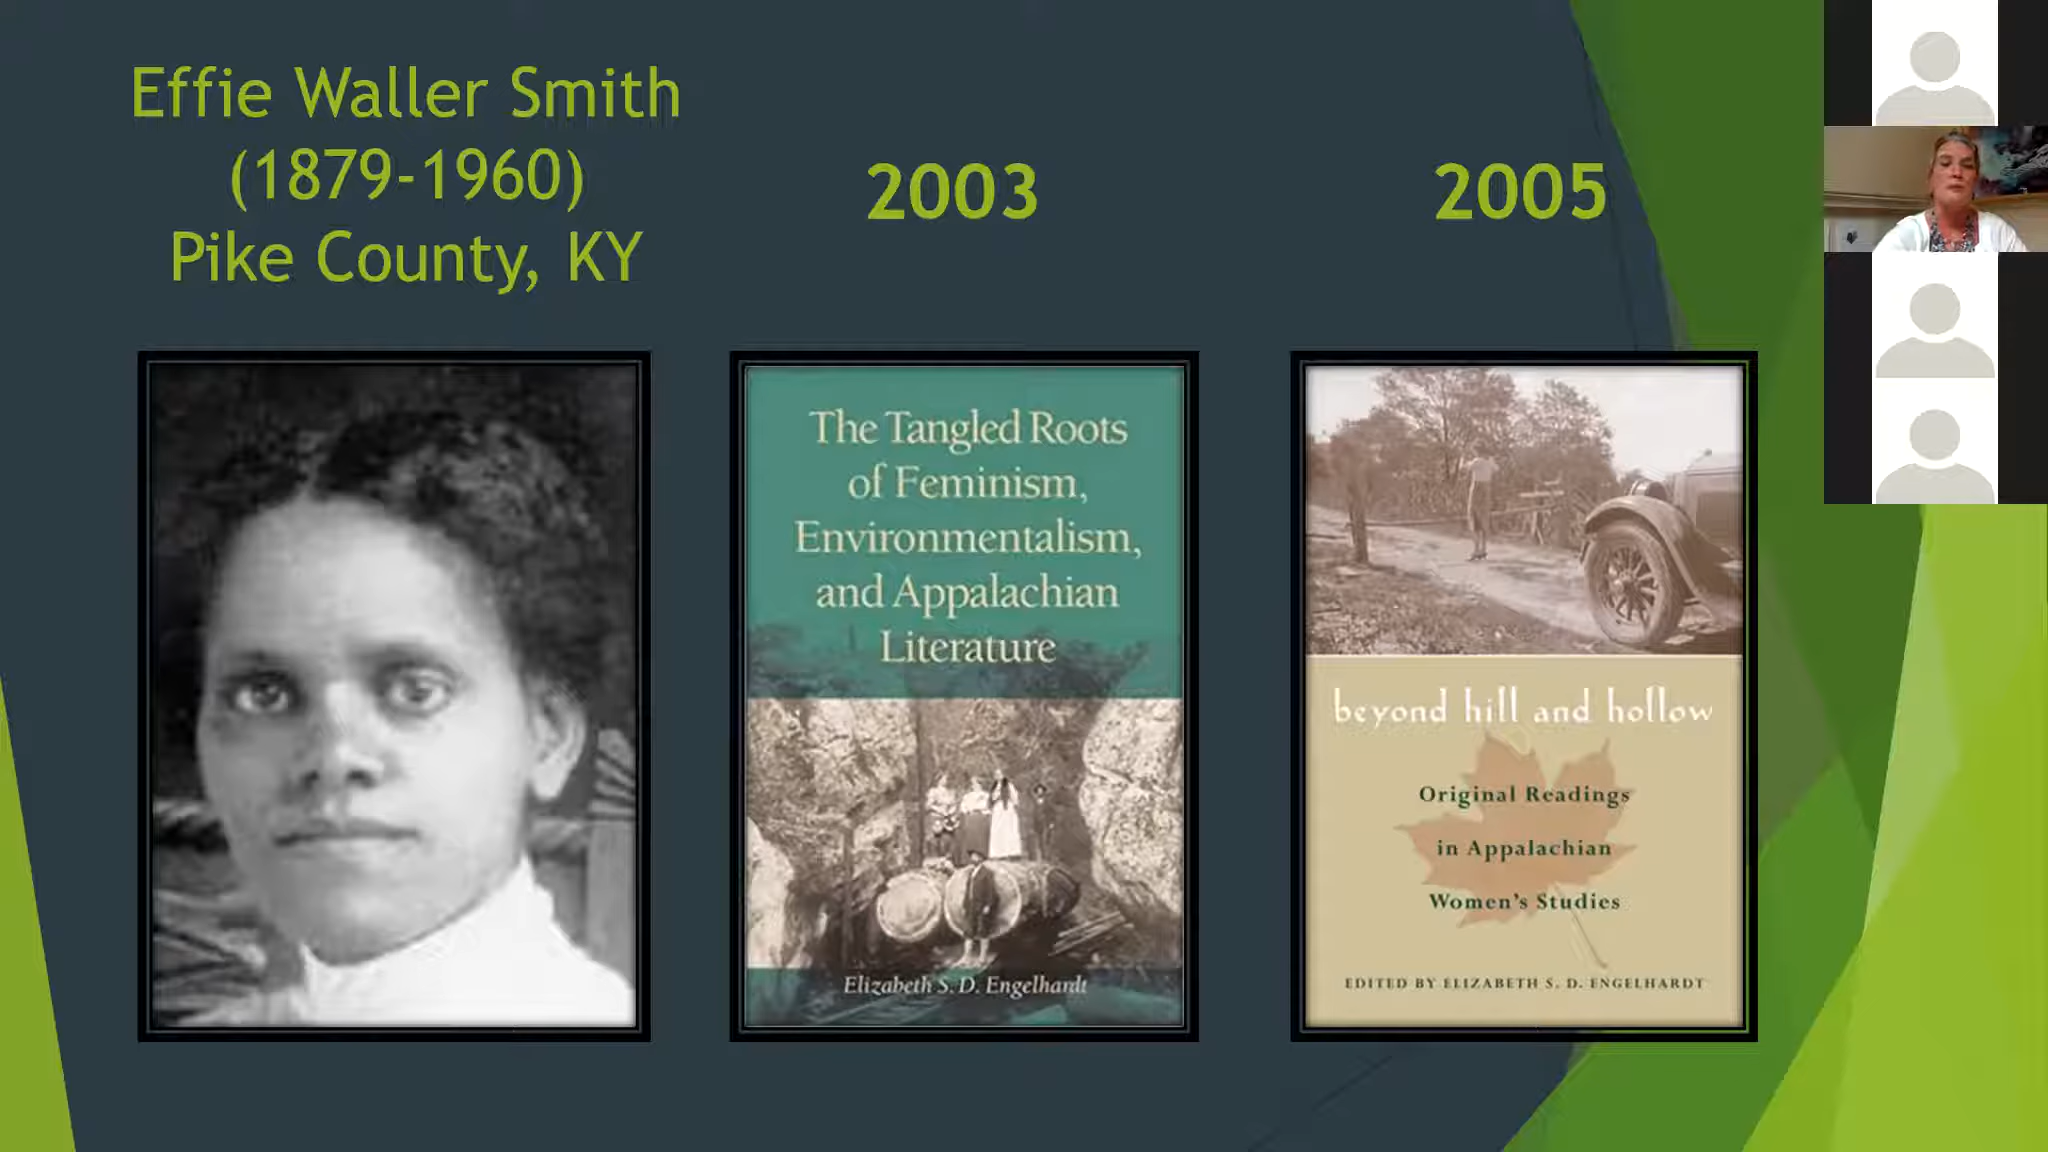 Effie Waller Smith
(1879-1960)
Pike County, KY
2003
2005
The Tangled Roots
of Feminism,
Environmentalism,
and Appalachian
Literature
Elizabeth S. D. Engelhardt
beyond hill and hollow
Original Readings
in Appalachian
Women's Studies
EDITED BY ELIZABETH S. D. ENGELHARDT